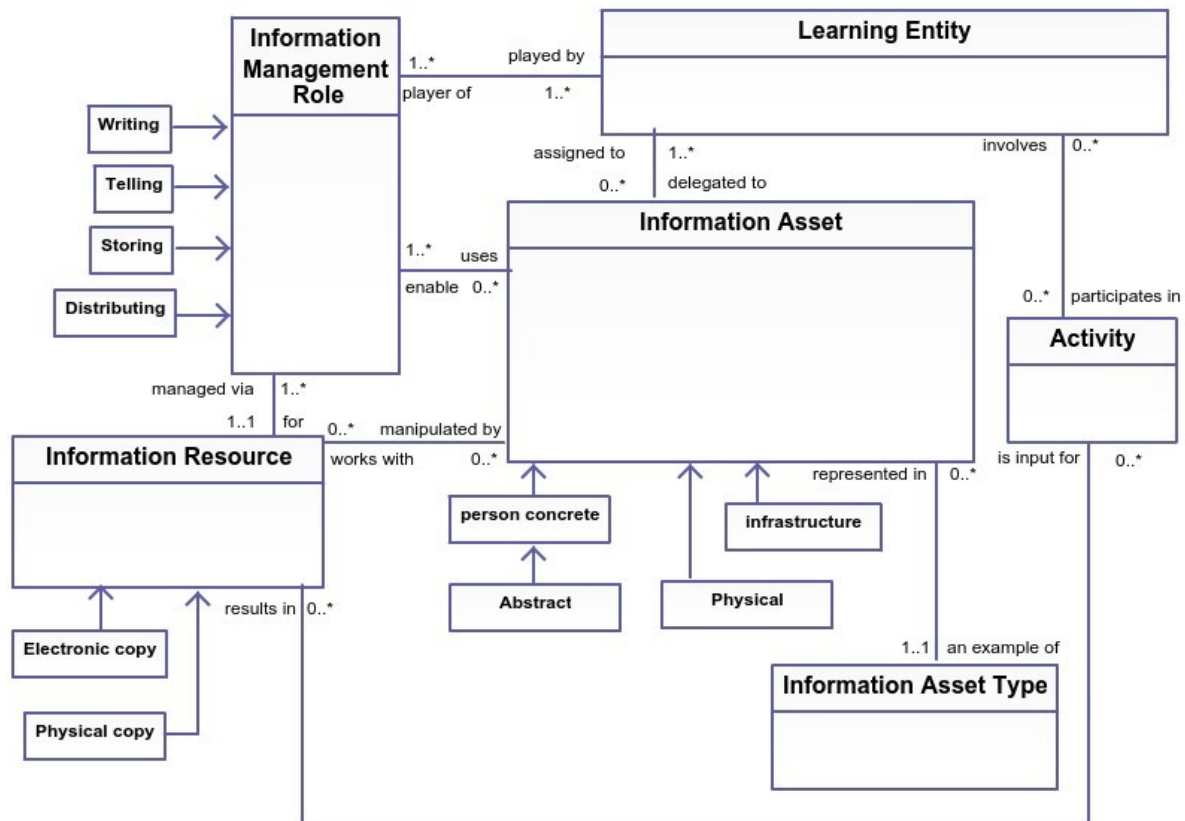 Information
Management
Role
Learning Entity
1..*
played by
player of
1..*
Writing
Telling
Storing
Distributing
assigned to
1..*
0..*
delegated to
involves
0..*
Information Asset
1..*
uses
enable
0..*
0..*
participates in
Activity
managed via
1..*
1..1
for
0..*
manipulated by
works with
0..*
Information Resource
represented in
0..*
is input for
0..*
person concrete
infrastructure
Abstract
Physical
results in
0..*
Electronic copy
Physical copy
1..1
an example of
Information Asset Type